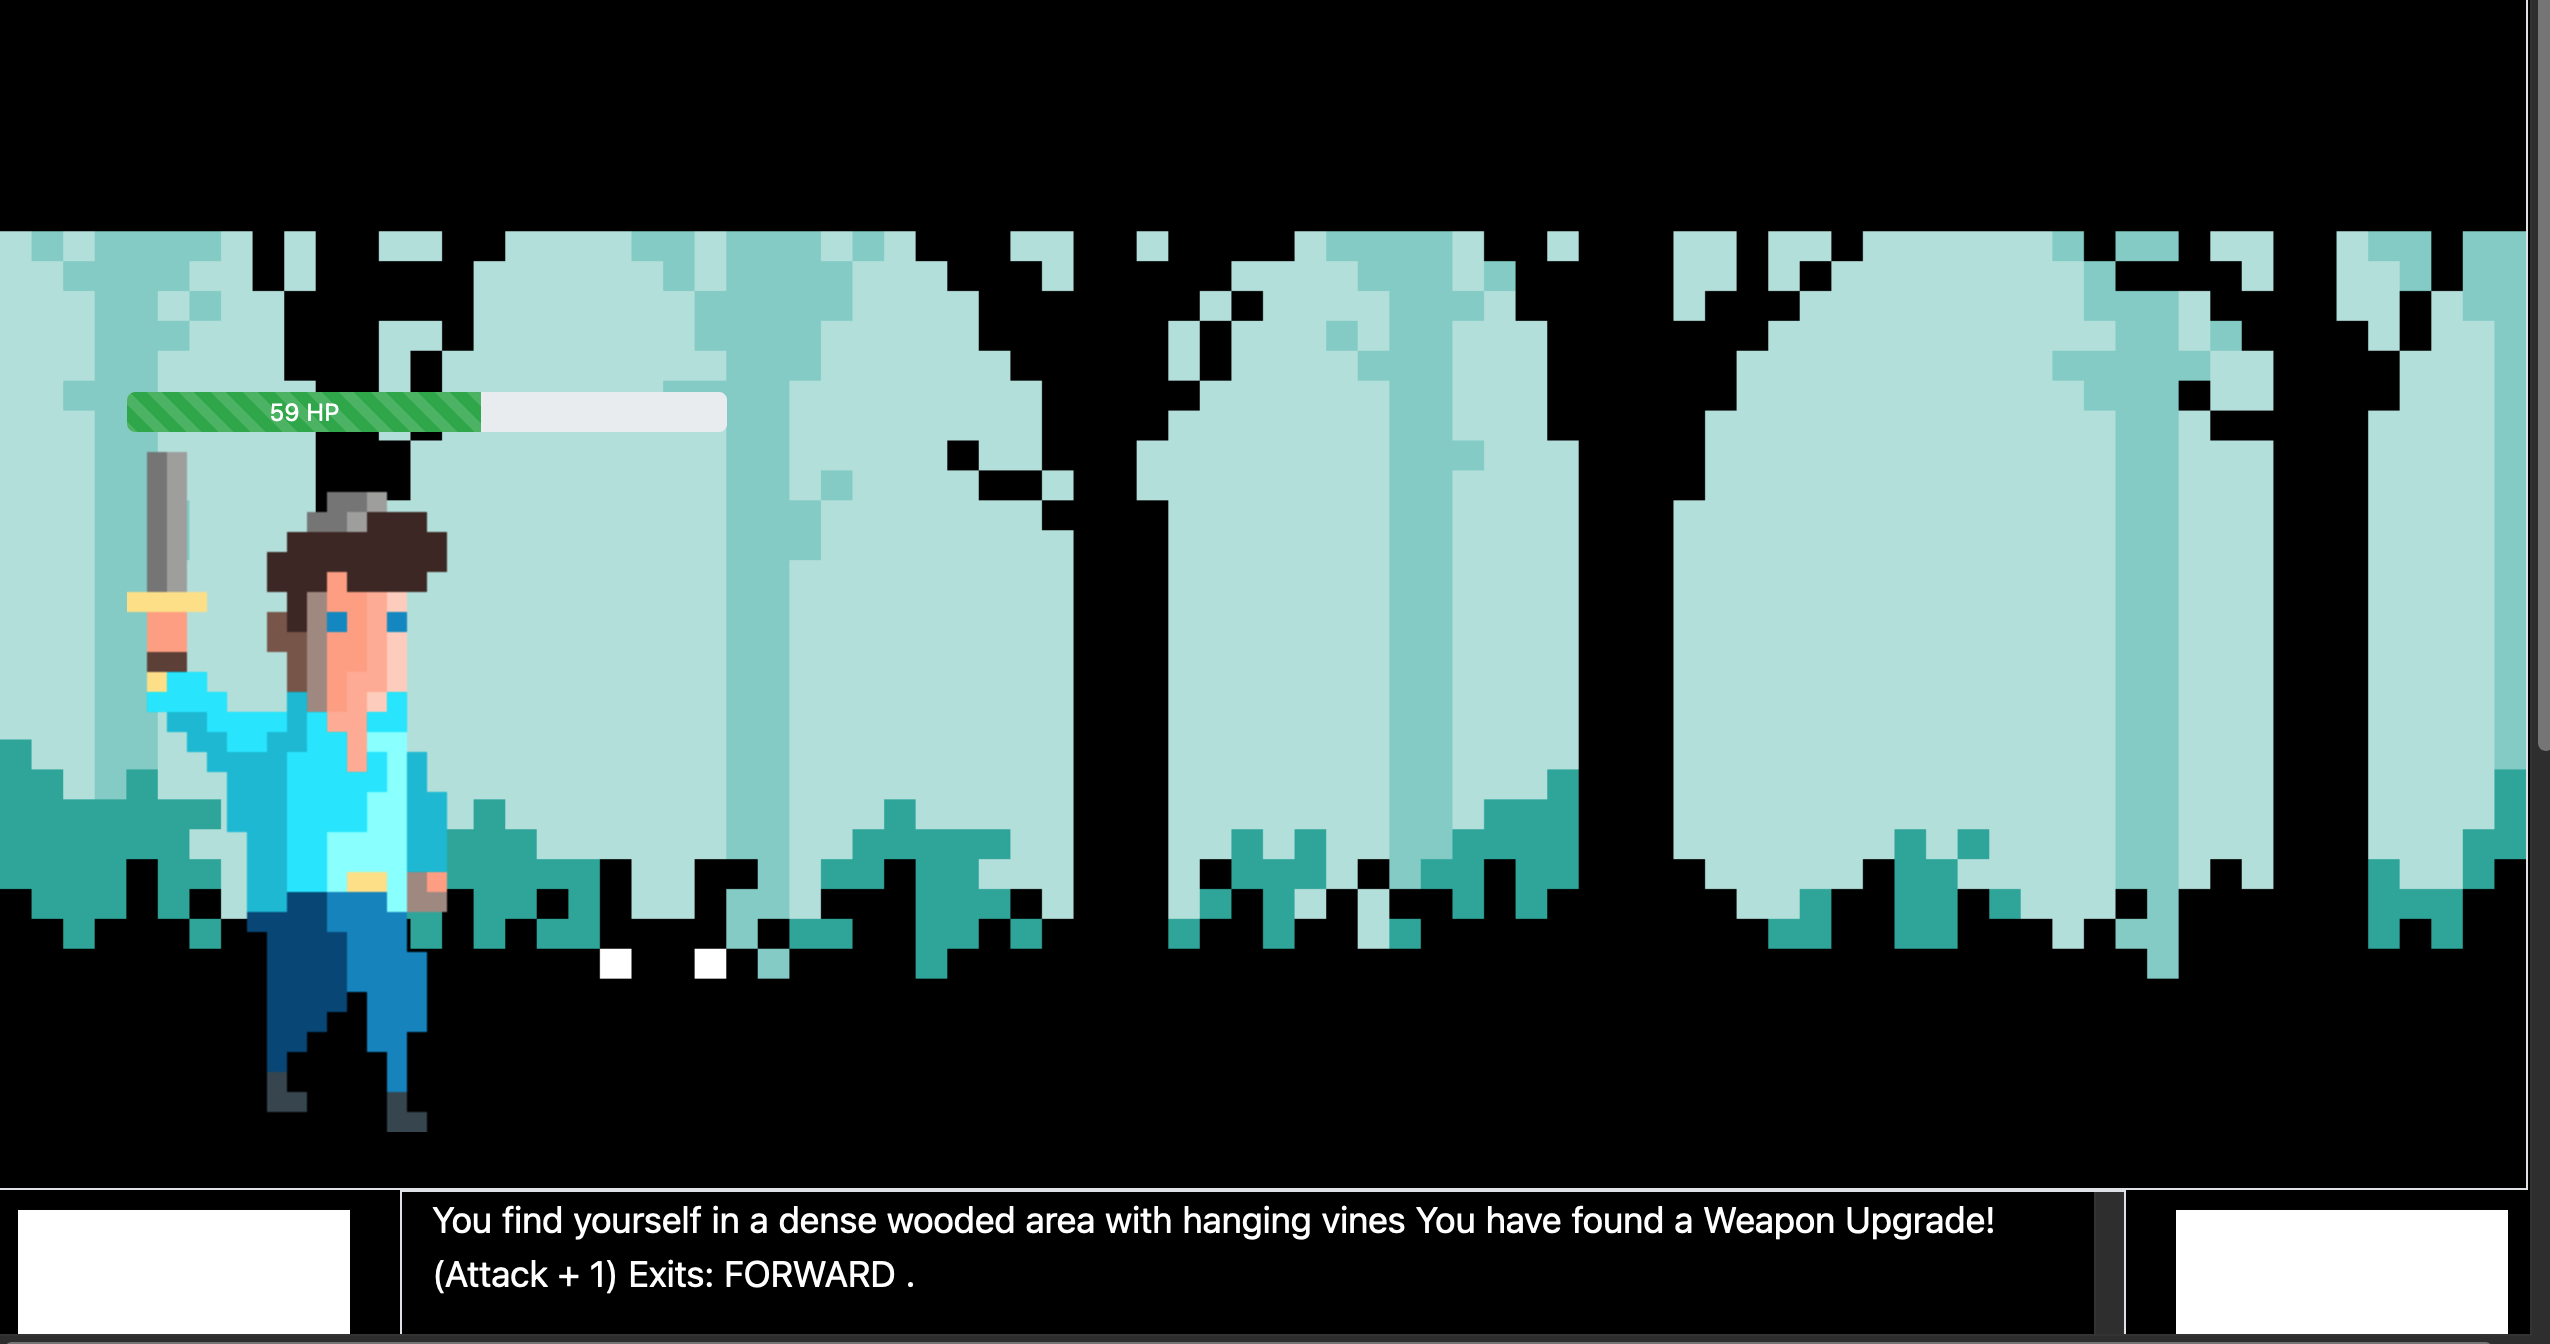 59 HP
You find yourself in a dense wooded area with hanging vines You have found a Weapon Upgrade!
(Attack + 1) Exits: FORWARD .